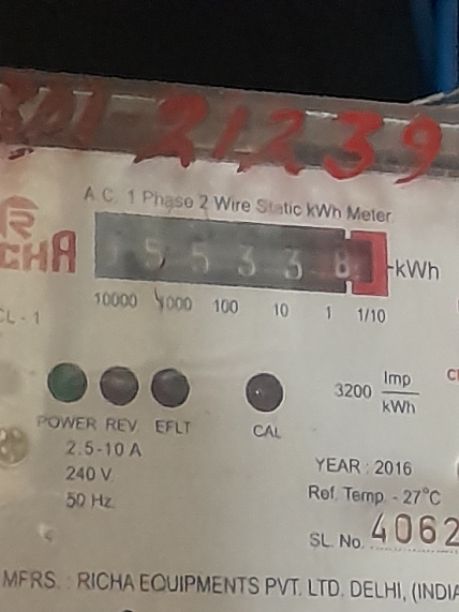 21239
A.C. 1 Phase 2 Wire Static kWh Meter
RICHA
5 5 3 3 8
kWh
CL - 1
10000 1000 100 10 1 1/10
3200 Imp/kWh
POWER REV EFLT CAL
2.5-10 A
240 V.
50 Hz.
YEAR : 2016
Ref. Temp. - 27°C
SL. No. 4062
MFRS. : RICHA EQUIPMENTS PVT. LTD. DELHI, (INDIA